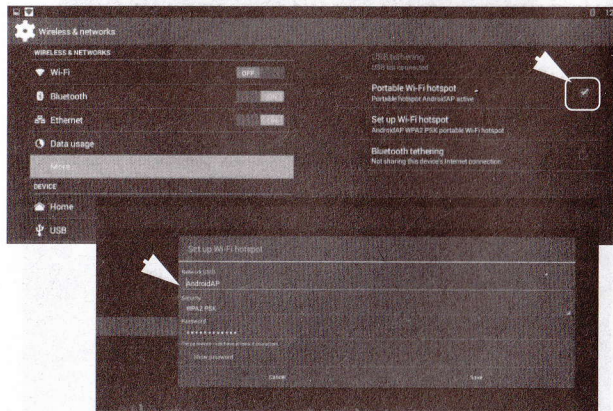 Wireless & networks
WIRELESS & NETWORKS
Wi-Fi
OFF
Bluetooth
ON
Ethernet
ON
Data usage
More...
DEVICE
Home
USB
USB tethering
USB not connected
Portable Wi-Fi hotspot
Portable hotspot AndroidAP active
Set up Wi-Fi hotspot
AndroidAP WPA2 PSK portable Wi-Fi hotspot
Bluetooth tethering
Not sharing this device's Internet connection
Set up Wi-Fi hotspot
Network SSID
AndroidAP
Security
WPA2 PSK
Password
Show password
Cancel
Save